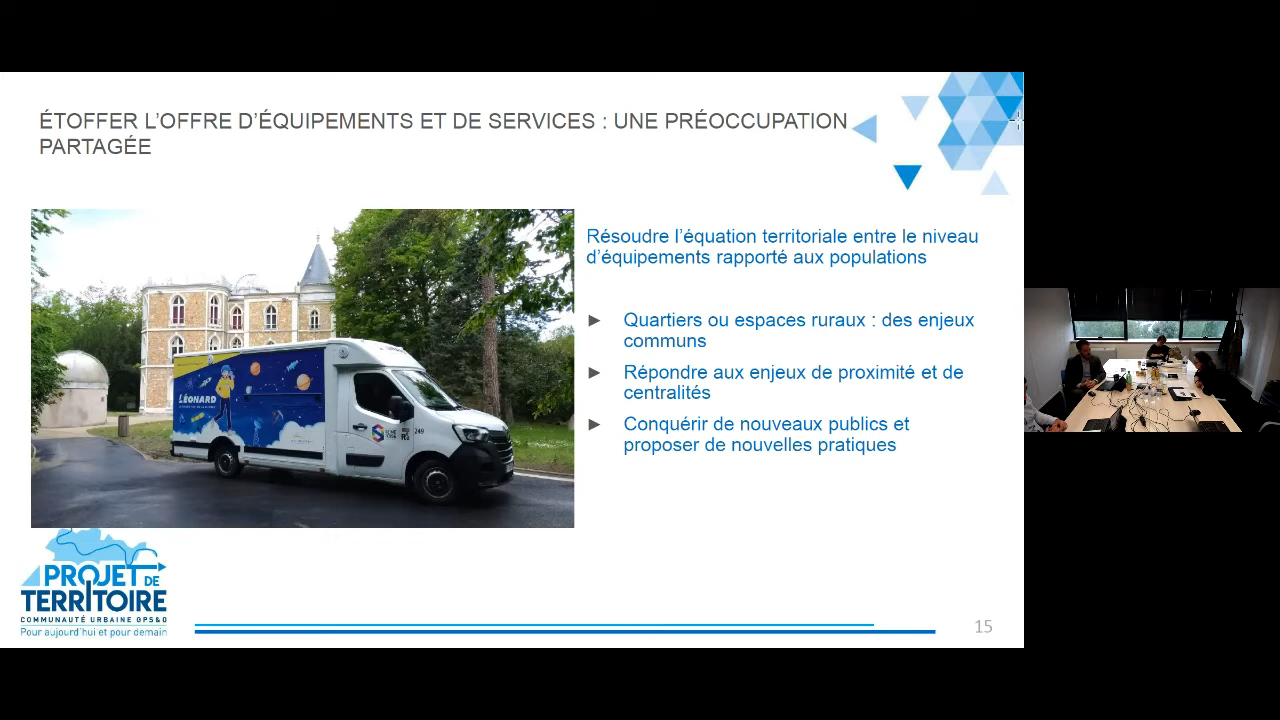 ÉTOFFER L'OFFRE D'ÉQUIPEMENTS ET DE SERVICES : UNE PRÉOCCUPATION
PARTAGÉE
Résoudre l'équation territoriale entre le niveau
d'équipements rapporté aux populations
► Quartiers ou espaces ruraux : des enjeux
communs
► Répondre aux enjeux de proximité et de
centralités
► Conquérir de nouveaux publics et
proposer de nouvelles pratiques
LÉONARD
249
PROJET DE
TERRITOIRE
COMMUNAUTÉ URBAINE GPS&O
Pour aujourd'hui et pour demain
15